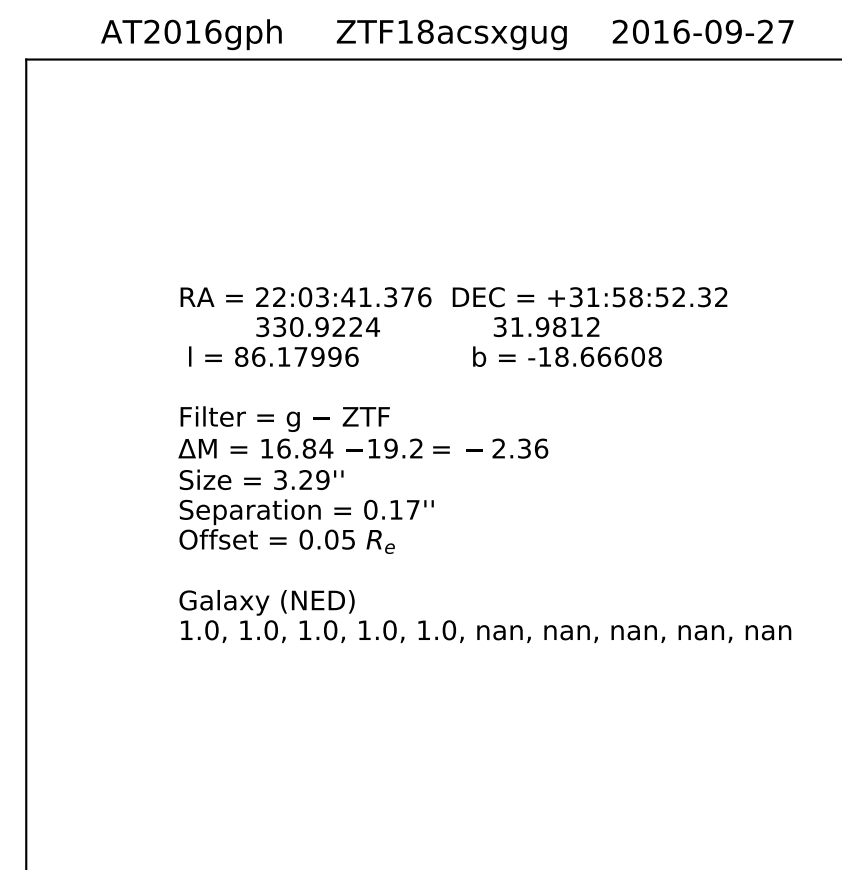 AT2016gph ZTF18acsxgug 2016-09-27
RA = 22:03:41.376 DEC = +31:58:52.32
330.9224 31.9812
l = 86.17996 b = -18.66608
Filter = g − ZTF
ΔM = 16.84 −19.2 = − 2.36
Size = 3.29''
Separation = 0.17''
Offset = 0.05 Re
Galaxy (NED)
1.0, 1.0, 1.0, 1.0, 1.0, nan, nan, nan, nan, nan